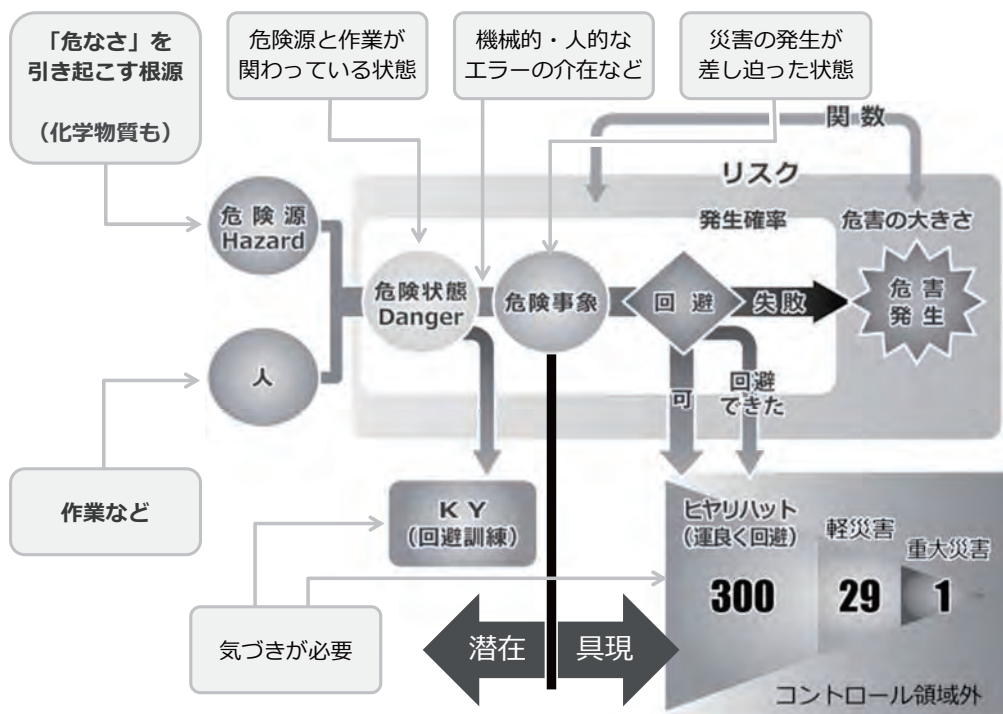 「危なさ」を
引き起こす根源
（化学物質も）
危険源と作業が
関わっている状態
機械的・人的な
エラーの介在など
災害の発生が
差し迫った状態
関数
リスク
発生確率
危害の大きさ
危険源
Hazard
危険状態
Danger
危険事象
回避
失敗
危害
発生
人
可
回避
できた
作業など
KY
（回避訓練）
ヒヤリハット
（運良く回避）
軽災害
重大災害
300
29
1
気づきが必要
潜在
具現
コントロール領域外